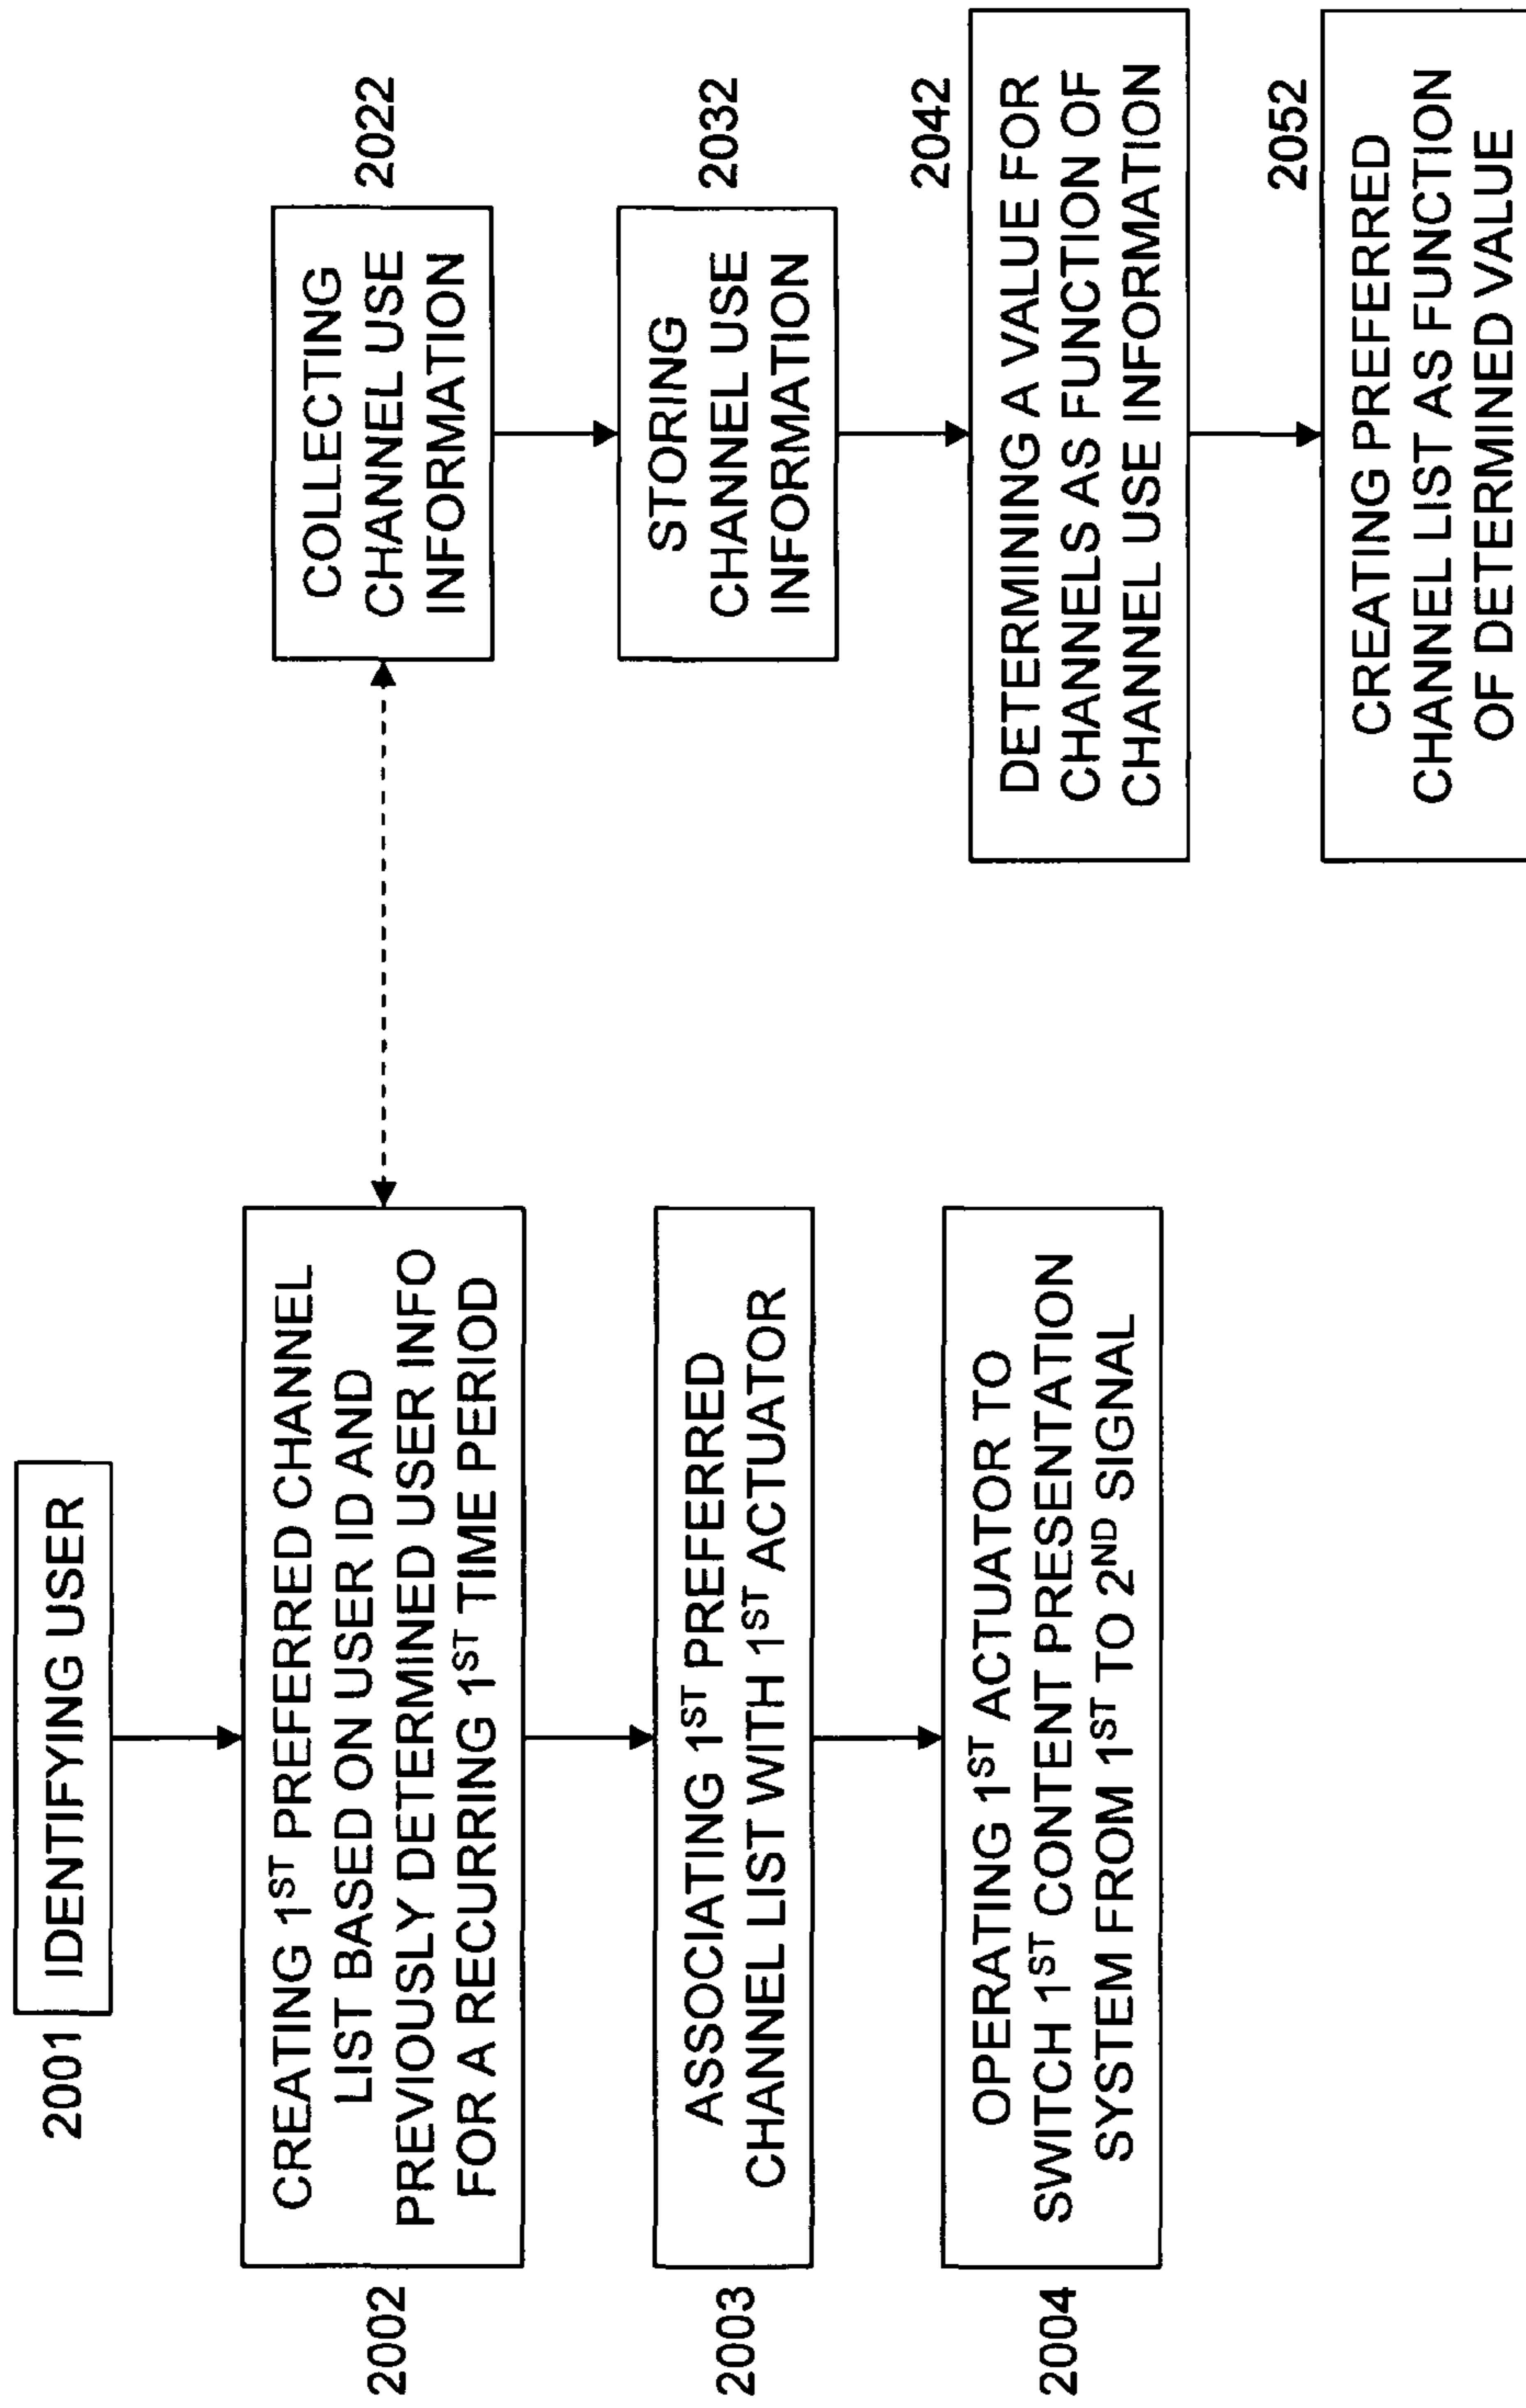 2001
IDENTIFYING USER
2002
CREATING 1ST PREFERRED CHANNEL
LIST BASED ON USER ID AND
PREVIOUSLY DETERMINED USER INFO
FOR A RECURRING 1ST TIME PERIOD
2003
ASSOCIATING 1ST PREFERRED
CHANNEL LIST WITH 1ST ACTUATOR
2004
OPERATING 1ST ACTUATOR TO
SWITCH 1ST CONTENT PRESENTATION
SYSTEM FROM 1ST TO 2ND SIGNAL
2022
COLLECTING
CHANNEL USE
INFORMATION
2032
STORING
CHANNEL USE
INFORMATION
2042
DETERMINING A VALUE FOR
CHANNELS AS FUNCTION OF
CHANNEL USE INFORMATION
2052
CREATING PREFERRED
CHANNEL LIST AS FUNCTION
OF DETERMINED VALUE